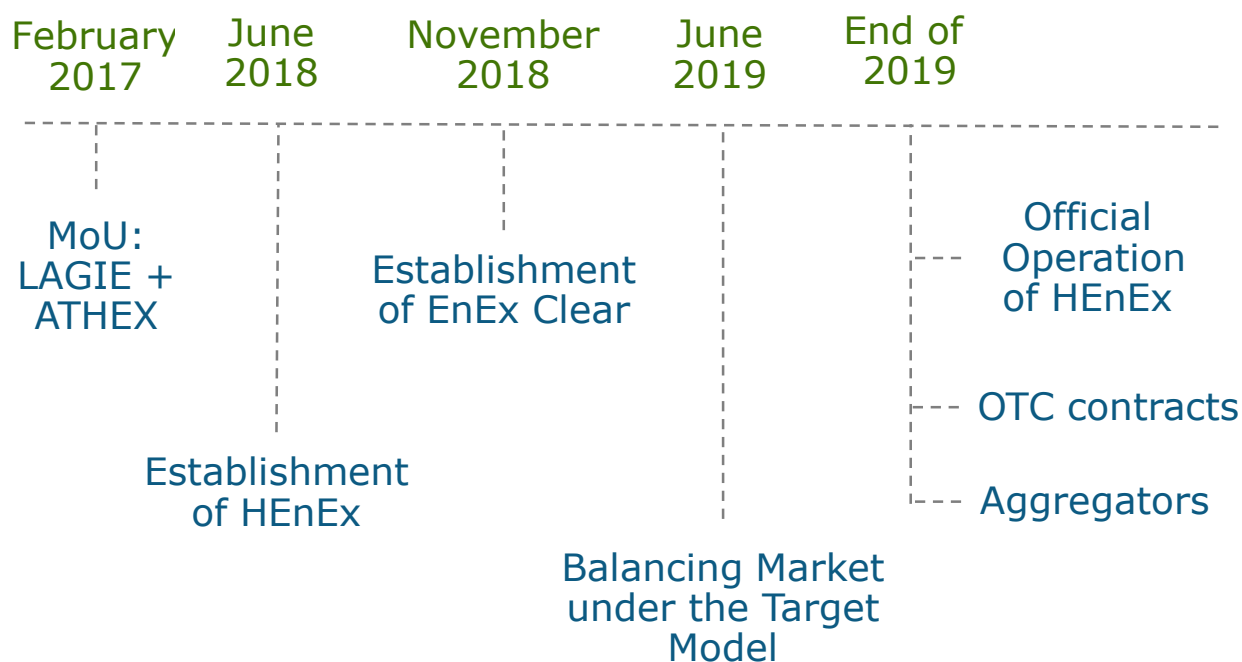 February
2017
June
2018
November
2018
June
2019
End of
2019
MoU:
LAGIE +
ATHEX
Establishment
of HEnEx
Establishment
of EnEx Clear
Balancing Market
under the Target
Model
Official
Operation
of HEnEx
OTC contracts
Aggregators